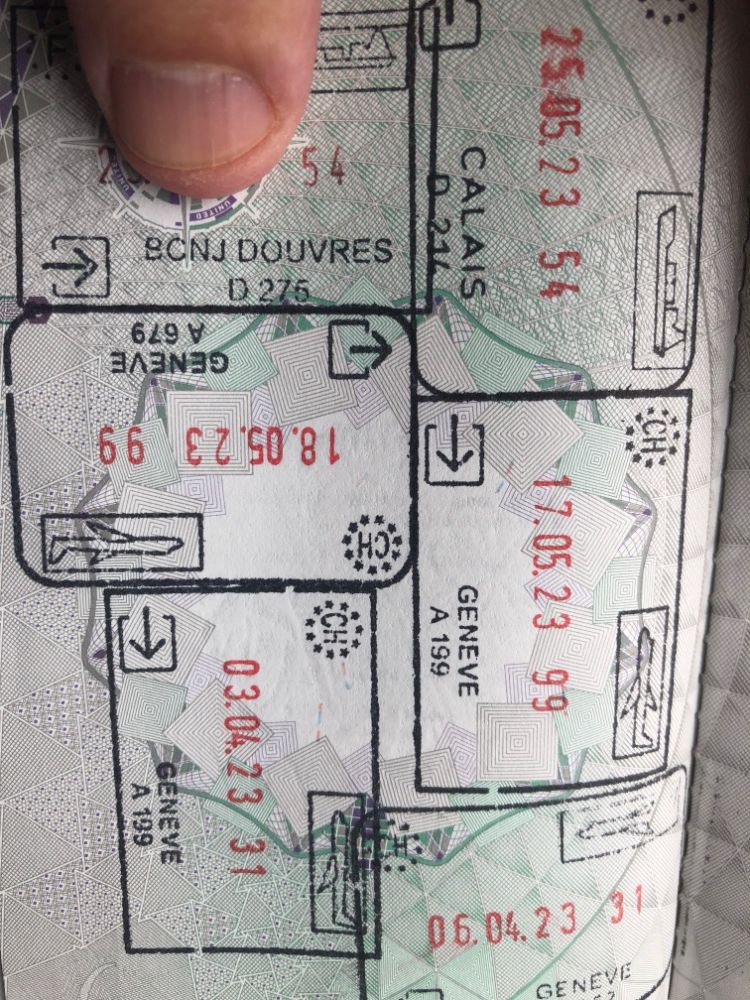 25.05.23 54
CALAIS
54
BCNJ DOUVRES
D 275
GENEVE
A 679
18.05.23 99
CH
CH
17.05.23 99
GENEVE
A 199
CH
03.04.23 31
GENEVE
A 199
06.04.23 31
GENEVE
UNITED